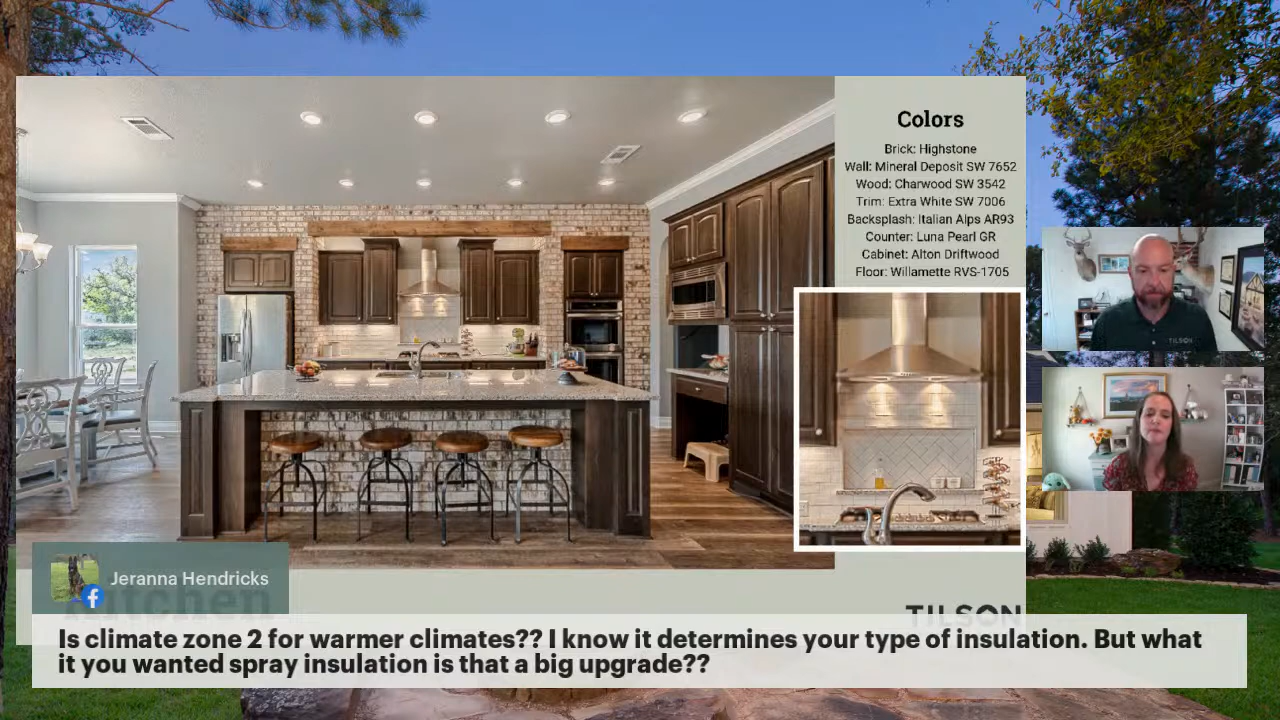 Colors
Brick: Highstone
Wall: Mineral Deposit SW 7652
Wood: Charwood SW 3542
Trim: Extra White SW 7006
Backsplash: Italian Alps AR93
Counter: Luna Pearl GR
Cabinet: Alton Driftwood
Floor: Willamette RVS-1705
TILSON
Jeranna Hendricks
Kitchen
TILSON
Is climate zone 2 for warmer climates?? I know it determines your type of insulation. But what
it you wanted spray insulation is that a big upgrade??